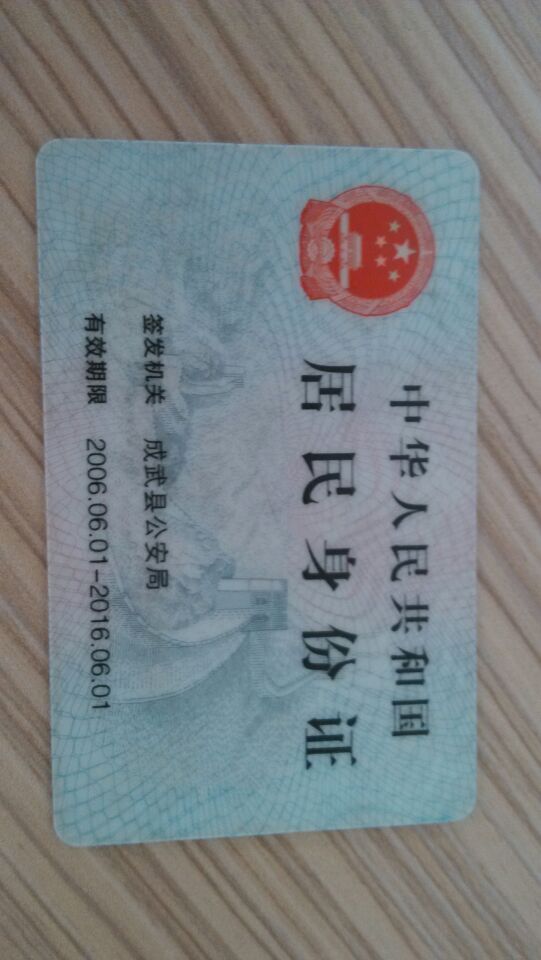 中华人民共和国
居民身份证
签发机关 成武县公安局
有效期限 2006.06.01-2016.06.01